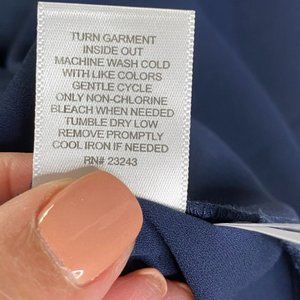 TURN GARMENT
INSIDE OUT
MACHINE WASH COLD
WITH LIKE COLORS
GENTLE CYCLE
ONLY NON-CHLORINE
BLEACH WHEN NEEDED
TUMBLE DRY LOW
REMOVE PROMPTLY
COOL IRON IF NEEDED
RN# 23243